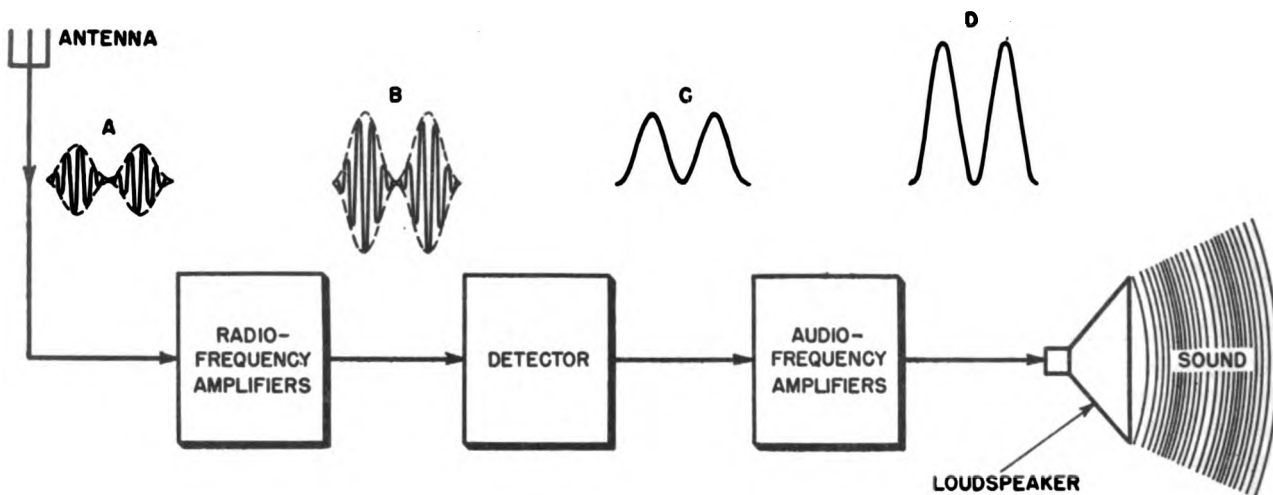 ANTENNA
A
B
C
D
RADIO-
FREQUENCY
AMPLIFIERS
DETECTOR
AUDIO-
FREQUENCY
AMPLIFIERS
SOUND
LOUDSPEAKER